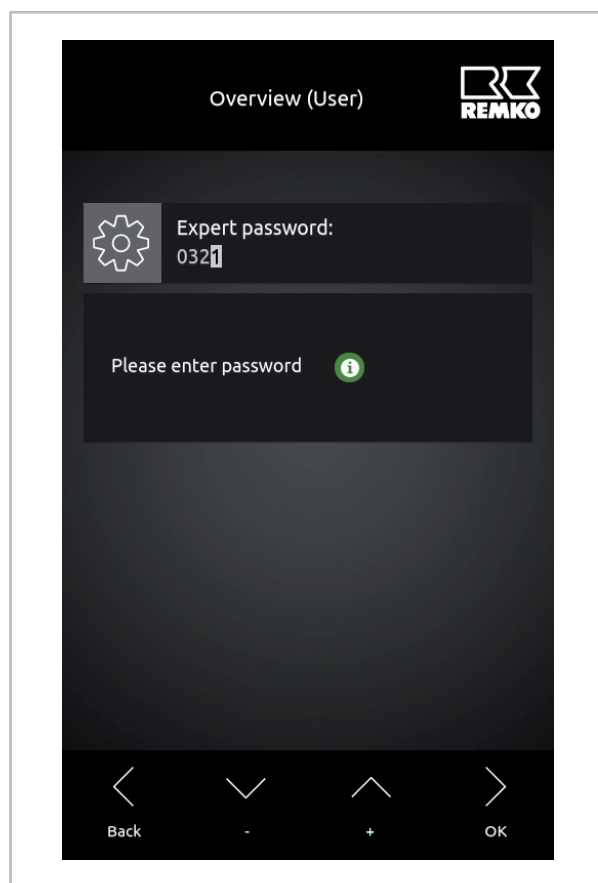 Overview (User)
REMKO
Expert password:
0321
Please enter password
Back
-
+
OK